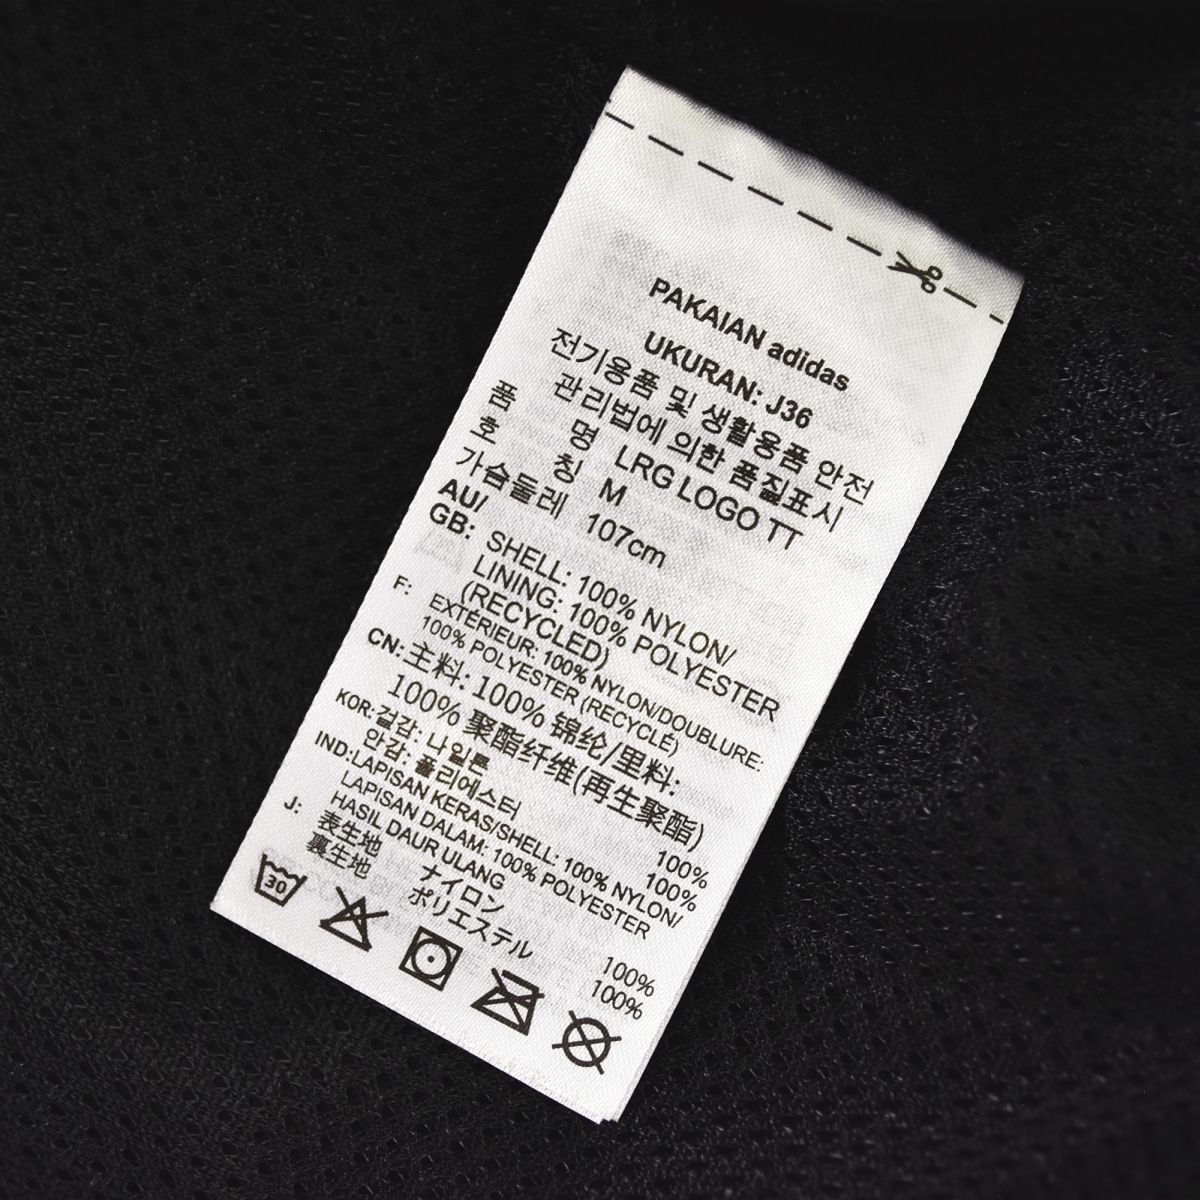 PAKAIAN adidas
UKURAN: J36
전기용품 및 생활용품 안전
관리법에 의한 품질표시
품 명 LRG LOGO TT
호 칭 M
가슴둘레 107cm
AU/
GB: SHELL: 100% NYLON/
LINING: 100% POLYESTER
(RECYCLED)
F: EXTÉRIEUR: 100% NYLON/DOUBLURE:
100% POLYESTER (RECYCLÉ)
CN: 主料: 100% 锦纶/里料:
100% 聚酯纤维(再生聚酯)
KOR: 겉감: 나일론 100%
안감: 폴리에스터 100%
IND: LAPISAN KERAS/SHELL: 100% NYLON/
LAPISAN DALAM: 100% POLYESTER
HASIL DAUR ULANG
J: 表生地 ナイロン 100%
裏生地 ポリエステル 100%
30